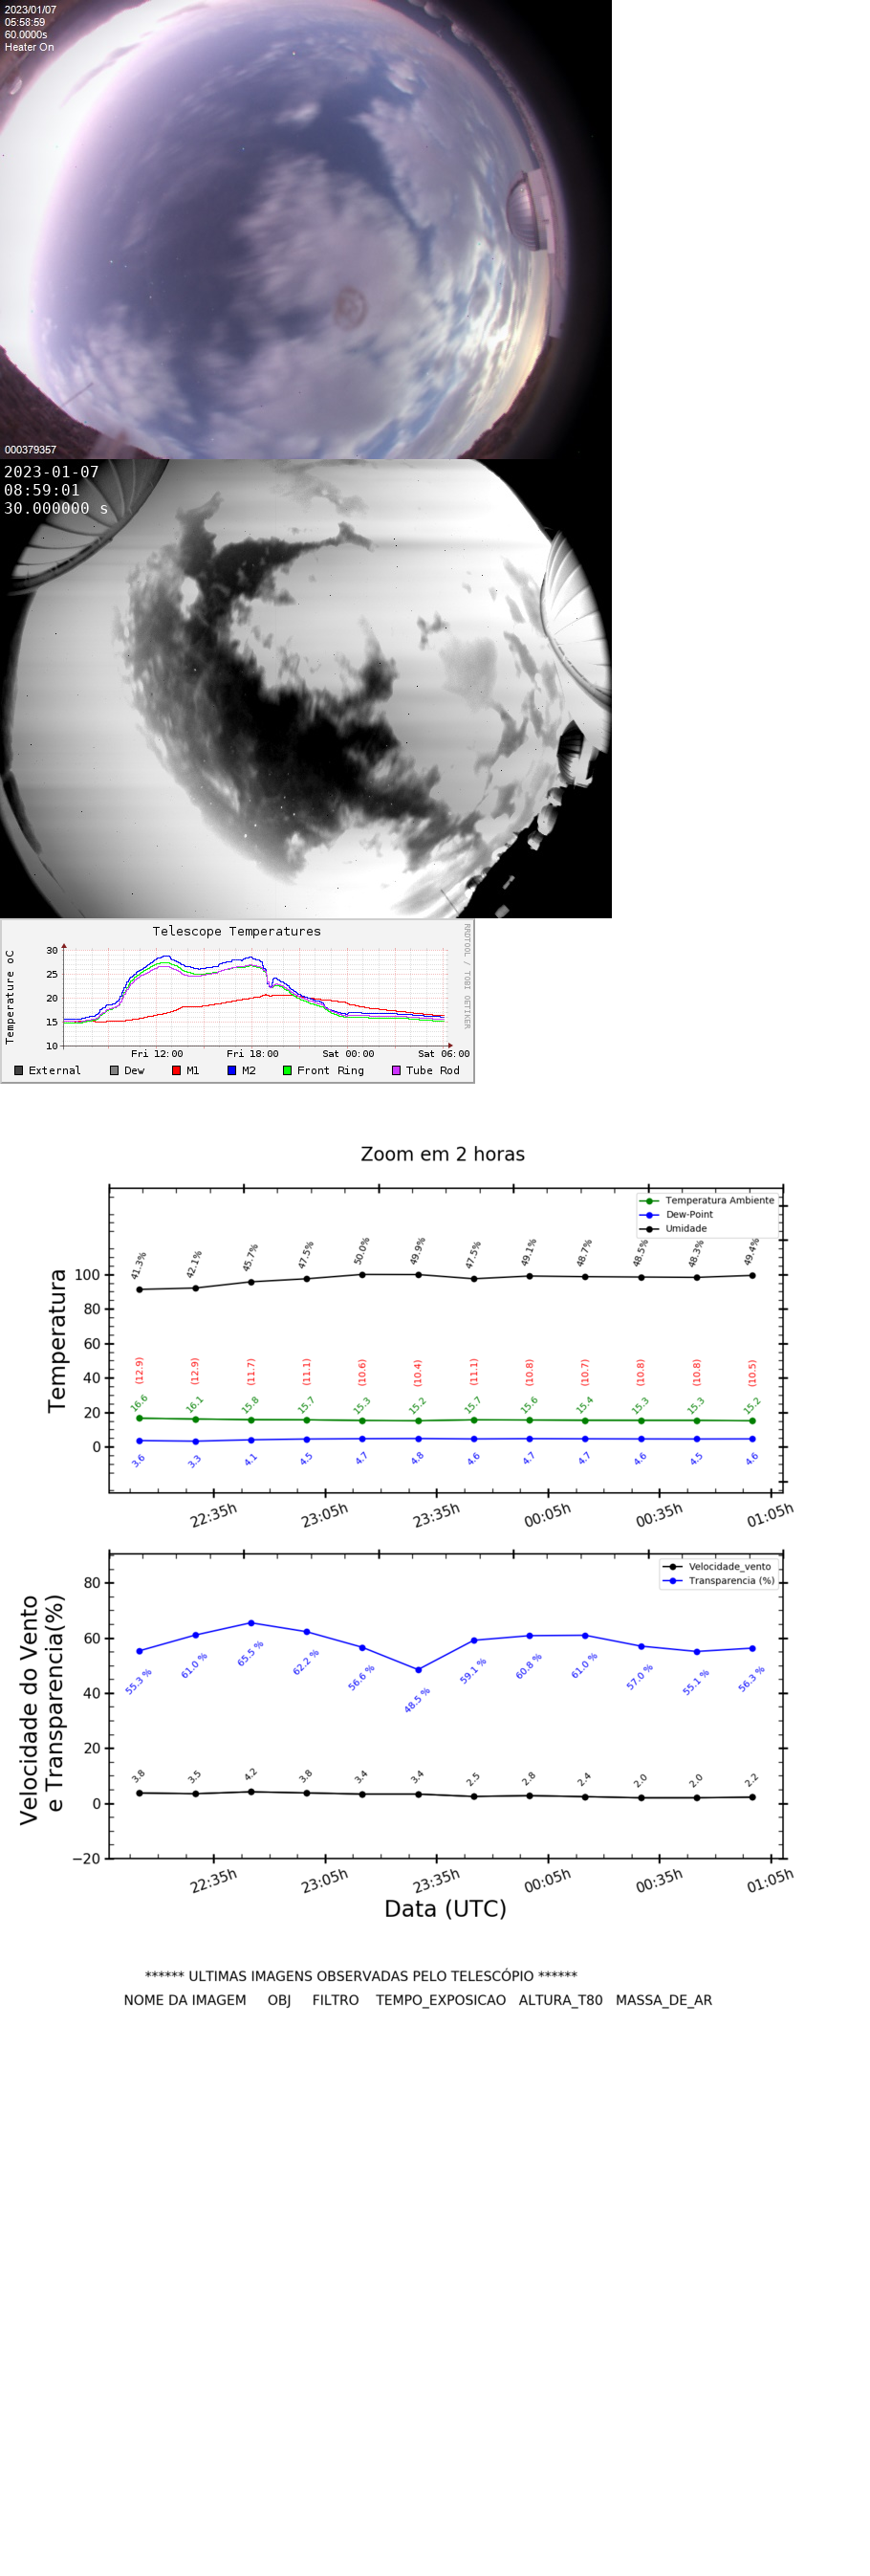 2023/01/07
05:58:59
60.0000s
Heater On
000379357
2023-01-07
08:59:01
30.000000 s
Telescope Temperatures
RRDTOOL / TOBI OETIKER
Temperature oC
30
25
20
15
10
Fri 12:00 Fri 18:00 Sat 00:00 Sat 06:00
External Dew M1 M2 Front Ring Tube Rod
Zoom em 2 horas
Temperatura Ambiente
Dew-Point
Umidade
Temperatura
100
80
60
40
20
0
41.3% 42.1% 45.7% 47.5% 50.0% 49.9% 47.5% 49.1% 48.7% 48.5% 48.3% 49.4%
(12.9) (12.9) (11.7) (11.1) (10.6) (10.4) (11.1) (10.8) (10.7) (10.8) (10.8) (10.5)
16.6 16.1 15.8 15.7 15.3 15.2 15.7 15.6 15.4 15.3 15.3 15.2
3.6 3.3 4.1 4.5 4.7 4.8 4.6 4.7 4.7 4.6 4.5 4.6
22:35h 23:05h 23:35h 00:05h 00:35h 01:05h
Velocidade_vento
Transparencia (%)
Velocidade do Vento
e Transparencia(%)
80
60
40
20
0
−20
55.3 % 61.0 % 65.5 % 62.2 % 56.6 % 48.5 % 59.1 % 60.8 % 61.0 % 57.0 % 55.1 % 56.3 %
3.8 3.5 4.2 3.8 3.4 3.4 2.5 2.8 2.4 2.0 2.0 2.2
22:35h 23:05h 23:35h 00:05h 00:35h 01:05h
Data (UTC)
****** ULTIMAS IMAGENS OBSERVADAS PELO TELESCÓPIO ******
NOME DA IMAGEM OBJ FILTRO TEMPO_EXPOSICAO ALTURA_T80 MASSA_DE_AR